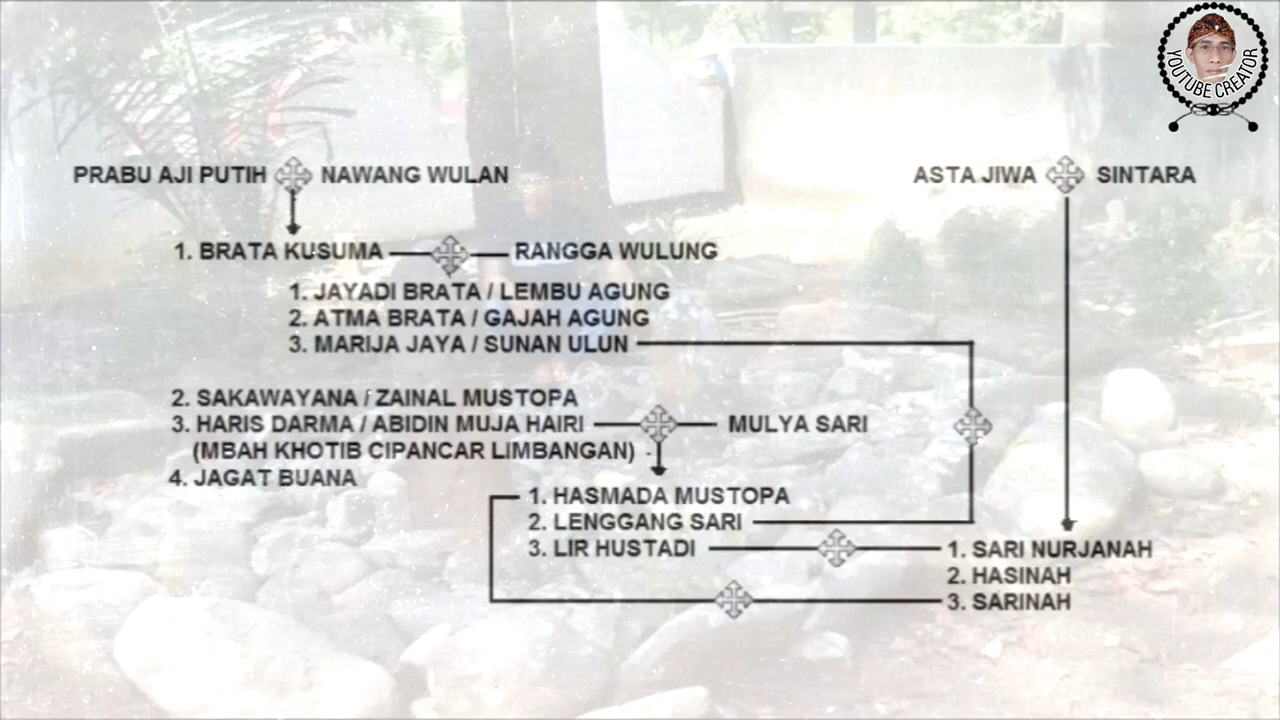 YOUTUBE CREATOR
PRABU AJI PUTIH NAWANG WULAN
ASTA JIWA SINTARA
1. BRATA KUSUMA RANGGA WULUNG
1. JAYADI BRATA / LEMBU AGUNG
2. ATMA BRATA / GAJAH AGUNG
3. MARIJA JAYA / SUNAN ULUN
2. SAKAWAYANA / ZAINAL MUSTOPA
3. HARIS DARMA / ABIDIN MUJA HAIRI MULYA SARI
(MBAH KHOTIB CIPANCAR LIMBANGAN)
4. JAGAT BUANA
1. HASMADA MUSTOPA
2. LENGGANG SARI
3. LIR HUSTADI
1. SARI NURJANAH
2. HASINAH
3. SARINAH